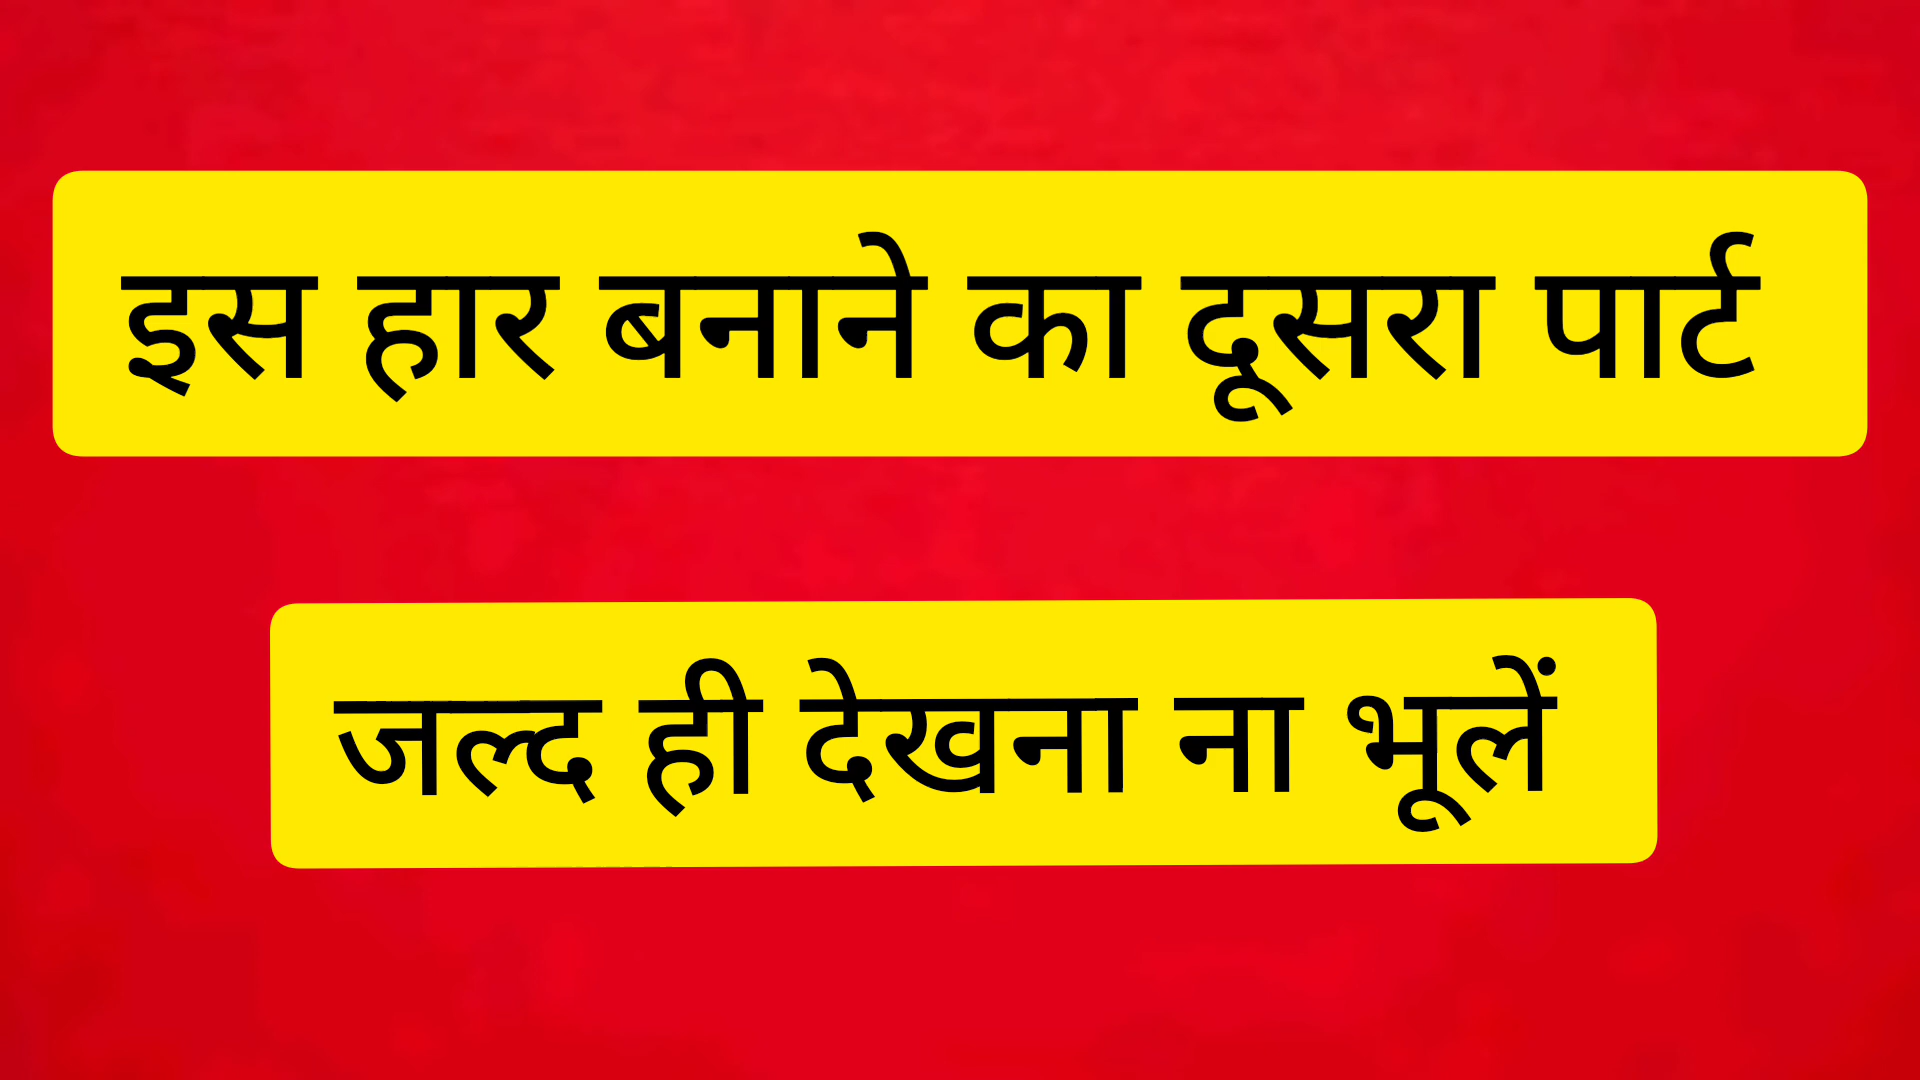 इस हार बनाने का दूसरा पार्ट
जल्द ही देखना ना भूलें